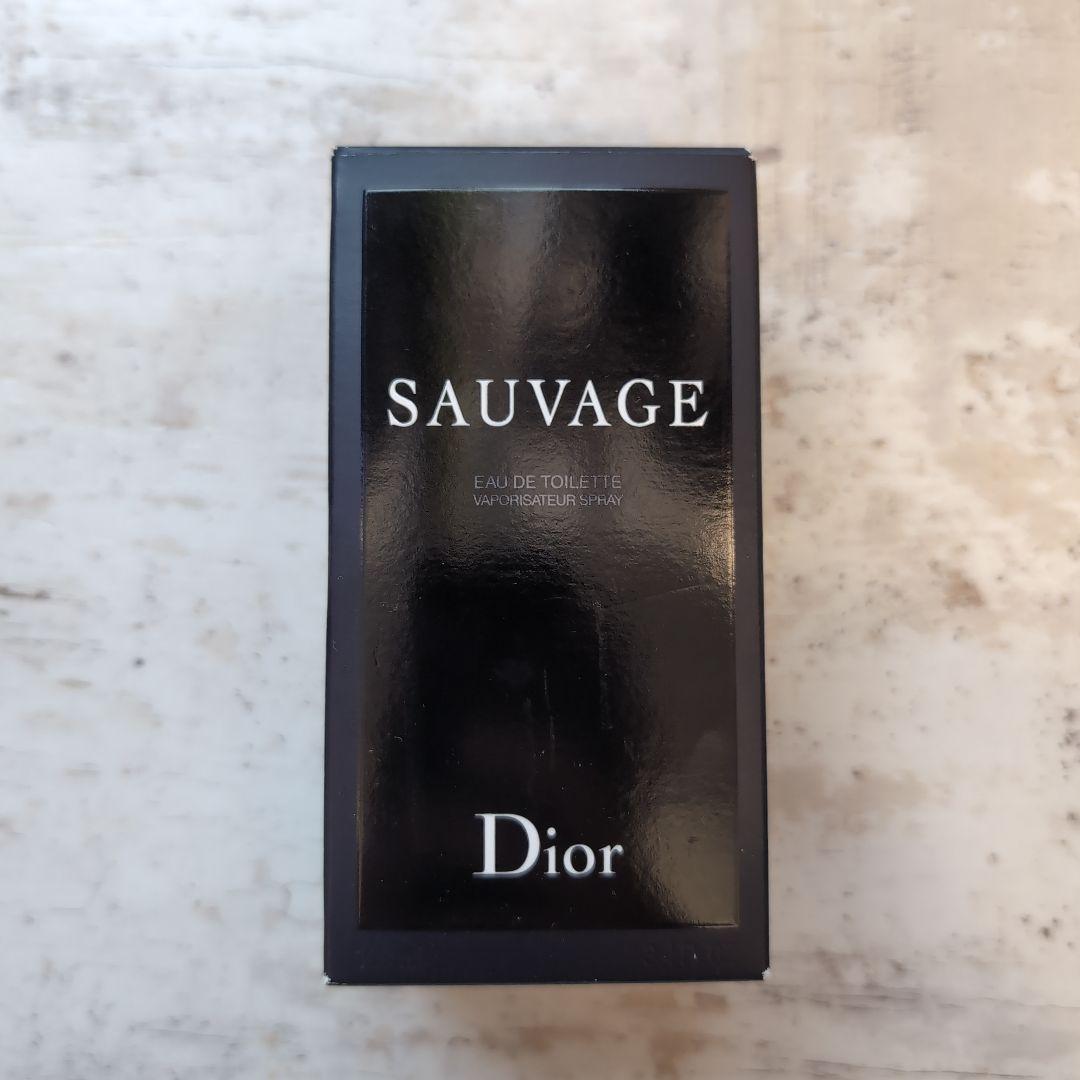 SAUVAGE
EAU DE TOILETTE
VAPORISATEUR SPRAY
Dior